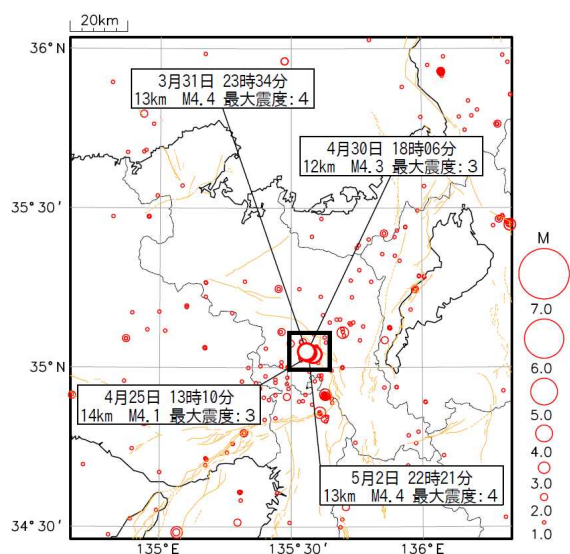 20km
36°N
3月31日 23時34分
13km M4.4 最大震度:4
4月30日 18時06分
12km M4.3 最大震度:3
35°30′
M
7.0
6.0
35°N
4月25日 13時10分
14km M4.1 最大震度:3
5.0
4.0
5月2日 22時21分
13km M4.4 最大震度:4
3.0
2.0
34°30′
1.0
135°E
135°30′
136°E